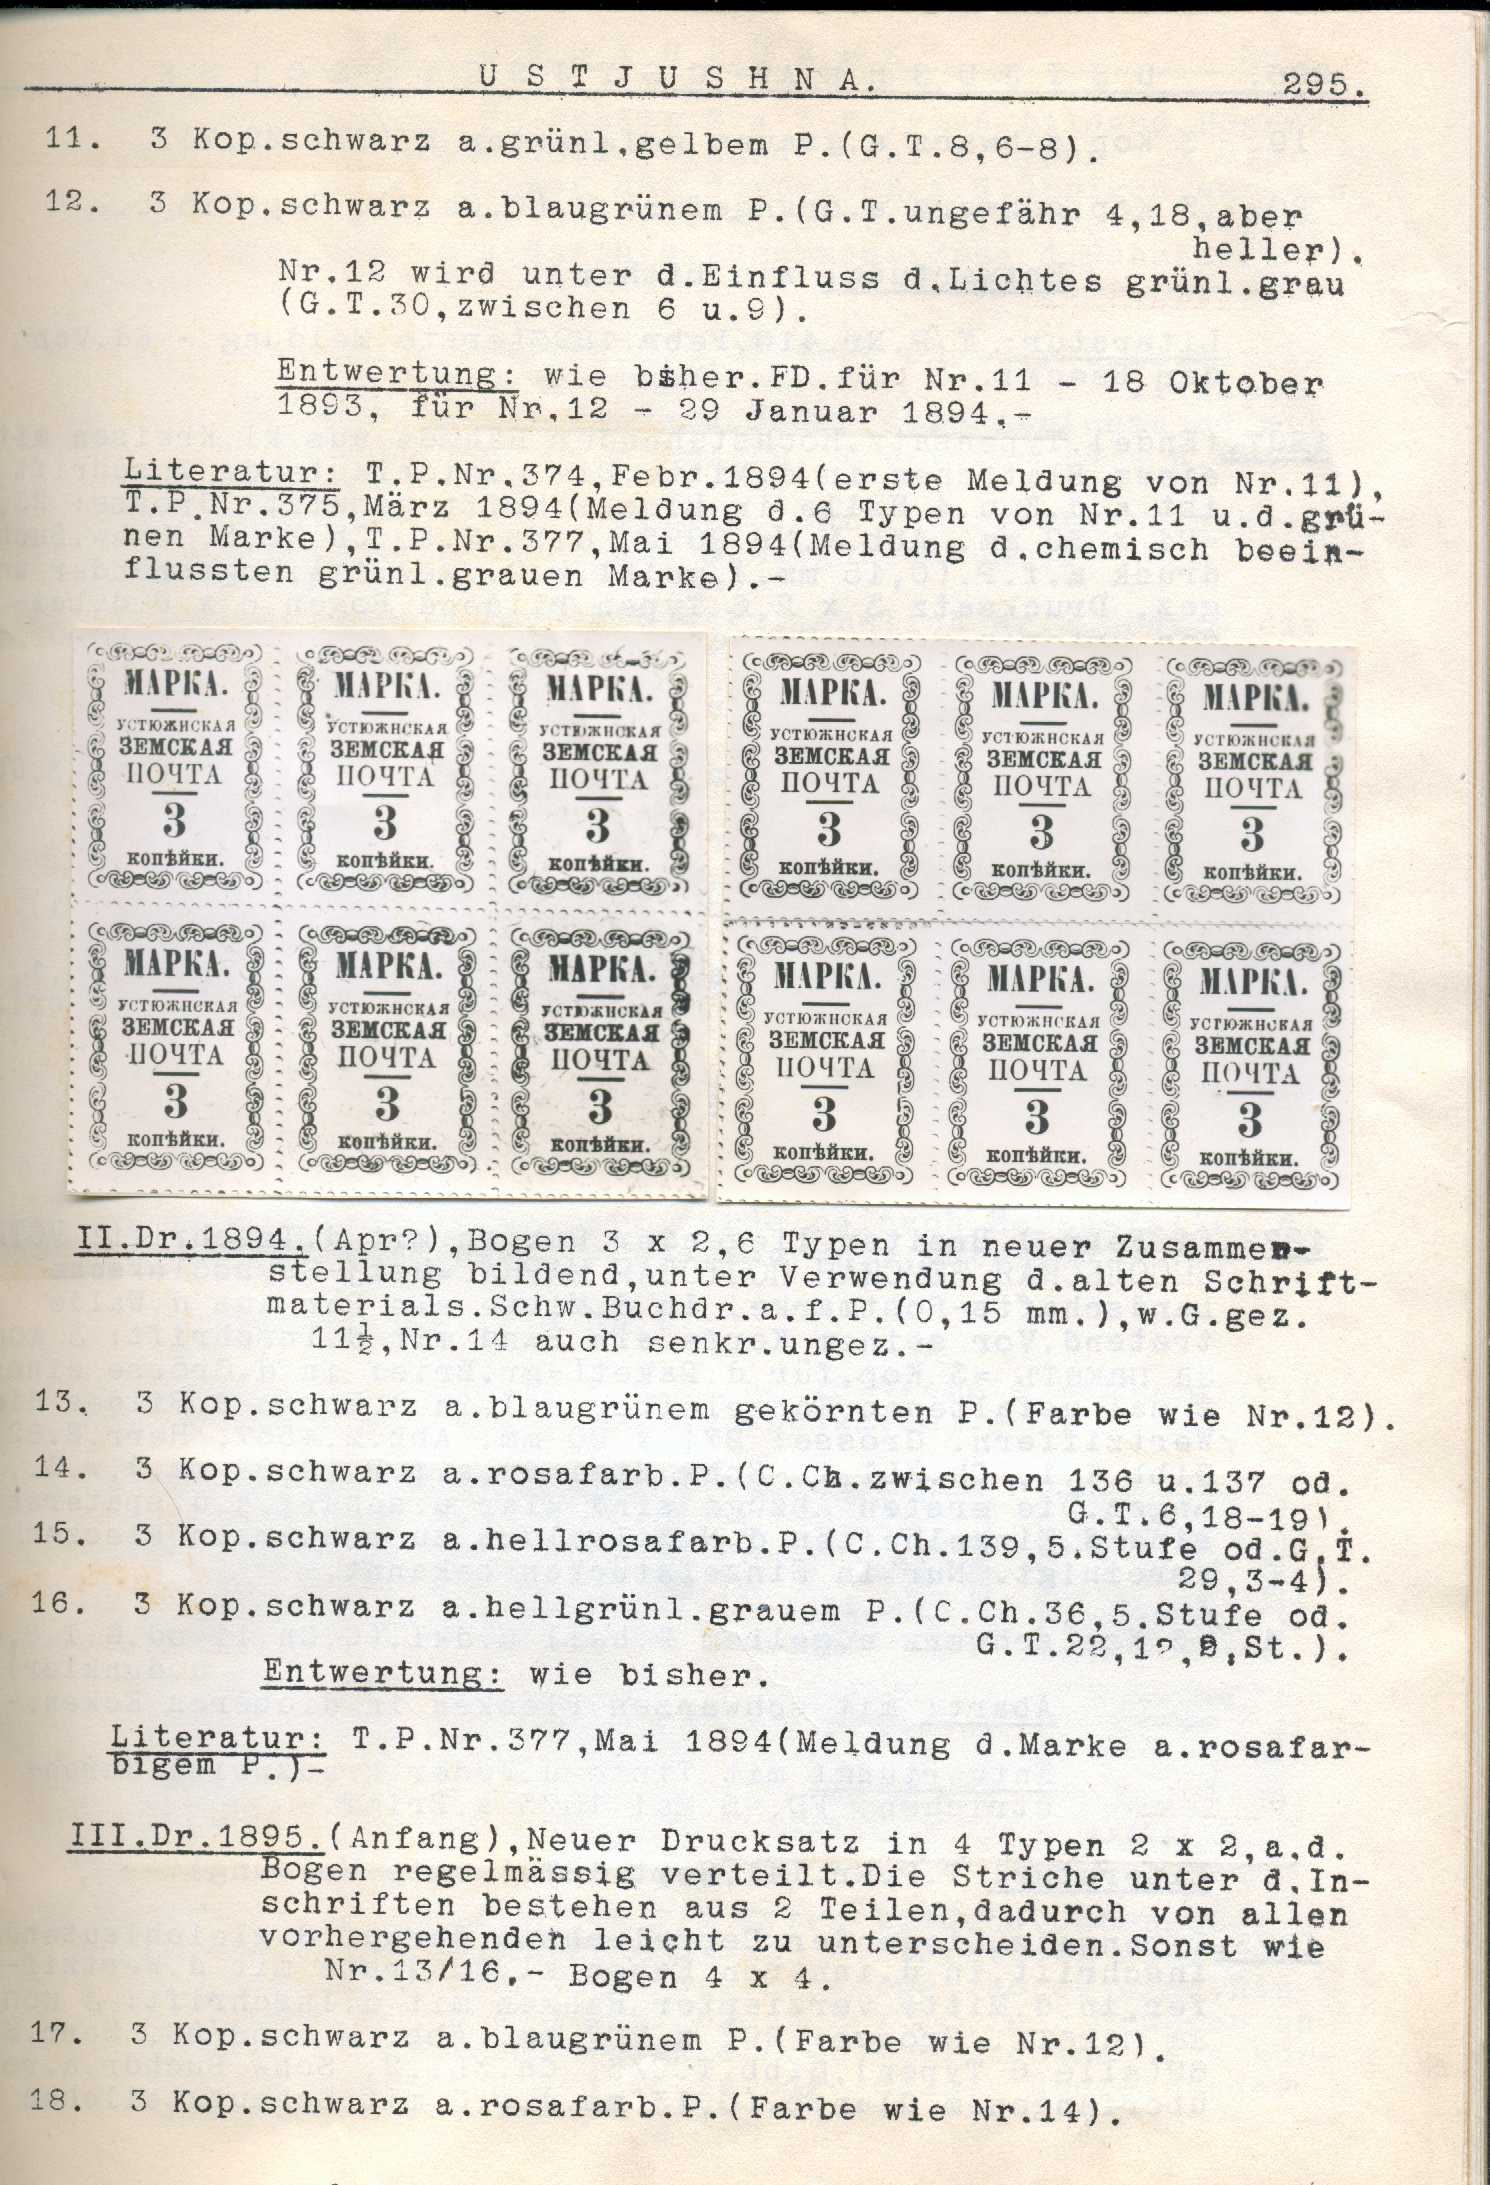 U S T J U S H N A.                295.
11.  3 Kop.schwarz a.grünl.gelbem P.(G.T.8,6-8).
12.  3 Kop.schwarz a.blaugrünem P.(G.T.ungefähr 4,18,aber
heller).
Nr.12 wird unter d.Einfluss d.Lichtes grünl.grau
(G.T.30,zwischen 6 u.9).
Entwertung: wie bisher.FD.für Nr.11 - 18 Oktober
1893, für Nr.12 - 29 Januar 1894.-
Literatur: T.P.Nr.374,Febr.1894(erste Meldung von Nr.11),
T.P.Nr.375,März 1894(Meldung d.6 Typen von Nr.11 u.d.grü-
nen Marke),T.P.Nr.377,Mai 1894(Meldung d.chemisch beein-
flussten grünl.grauen Marke).-
МАРКА. МАРКА. МАРКА. МАРКА. МАРКА. МАРКА.
УСТЮЖНСКАЯ УСТЮЖНСКАЯ УСТЮЖНСКАЯ УСТЮЖНСКАЯ УСТЮЖНСКАЯ УСТЮЖНСКАЯ
ЗЕМСКАЯ ЗЕМСКАЯ ЗЕМСКАЯ ЗЕМСКАЯ ЗЕМСКАЯ ЗЕМСКАЯ
ПОЧТА ПОЧТА ПОЧТА ПОЧТА ПОЧТА ПОЧТА
3 3 3 3 3 3
копѣйки. копѣйки. копѣйки. копѣйки. копѣйки. копѣйки.
МАРКА. МАРКА. МАРКА. МАРКА. МАРКА. МАРКА.
УСТЮЖНСКАЯ УСТЮЖНСКАЯ УСТЮЖНСКАЯ УСТЮЖНСКАЯ УСТЮЖНСКАЯ УСТЮЖНСКАЯ
ЗЕМСКАЯ ЗЕМСКАЯ ЗЕМСКАЯ ЗЕМСКАЯ ЗЕМСКАЯ ЗЕМСКАЯ
ПОЧТА ПОЧТА ПОЧТА ПОЧТА ПОЧТА ПОЧТА
3 3 3 3 3 3
копѣйки. копѣйки. копѣйки. копѣйки. копѣйки. копѣйки.
II.Dr.1894.(Apr?),Bogen 3 x 2,6 Typen in neuer Zusammen-
stellung bildend,unter Verwendung d.alten Schrift-
materials.Schw.Buchdr.a.f.P.(0,15 mm.),w.G.gez.
11½,Nr.14 auch senkr.ungez.-
13.  3 Kop.schwarz a.blaugrünem gekörnten P.(Farbe wie Nr.12).
14.  3 Kop.schwarz a.rosafarb.P.(C.Ch.zwischen 136 u.137 od.
G.T.6,18-19).
15.  3 Kop.schwarz a.hellrosafarb.P.(C.Ch.139,5.Stufe od.G.T.
29,3-4).
16.  3 Kop.schwarz a.hellgrünl.grauem P.(C.Ch.36,5.Stufe od.
G.T.22, St.).
Entwertung: wie bisher.
Literatur: T.P.Nr.377,Mai 1894(Meldung d.Marke a.rosafar-
bigem P.)-
III.Dr.1895.(Anfang),Neuer Drucksatz in 4 Typen 2 x 2,a.d.
Bogen regelmässig verteilt.Die Striche unter d.In-
schriften bestehen aus 2 Teilen,dadurch von allen
vorhergehenden leicht zu unterscheiden.Sonst wie
Nr.13/16.- Bogen 4 x 4.
17.  3 Kop.schwarz a.blaugrünem P.(Farbe wie Nr.12).
18.  3 Kop.schwarz a.rosafarb.P.(Farbe wie Nr.14).